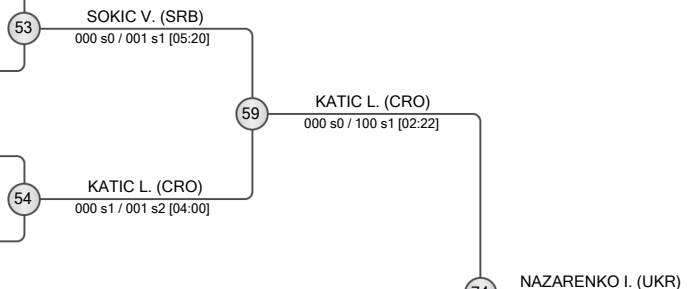 53
SOKIC V. (SRB)
000 s0 / 001 s1 [05:20]
59
KATIC L. (CRO)
000 s0 / 100 s1 [02:22]
54
KATIC L. (CRO)
000 s1 / 001 s2 [04:00]
NAZARENKO I. (UKR)